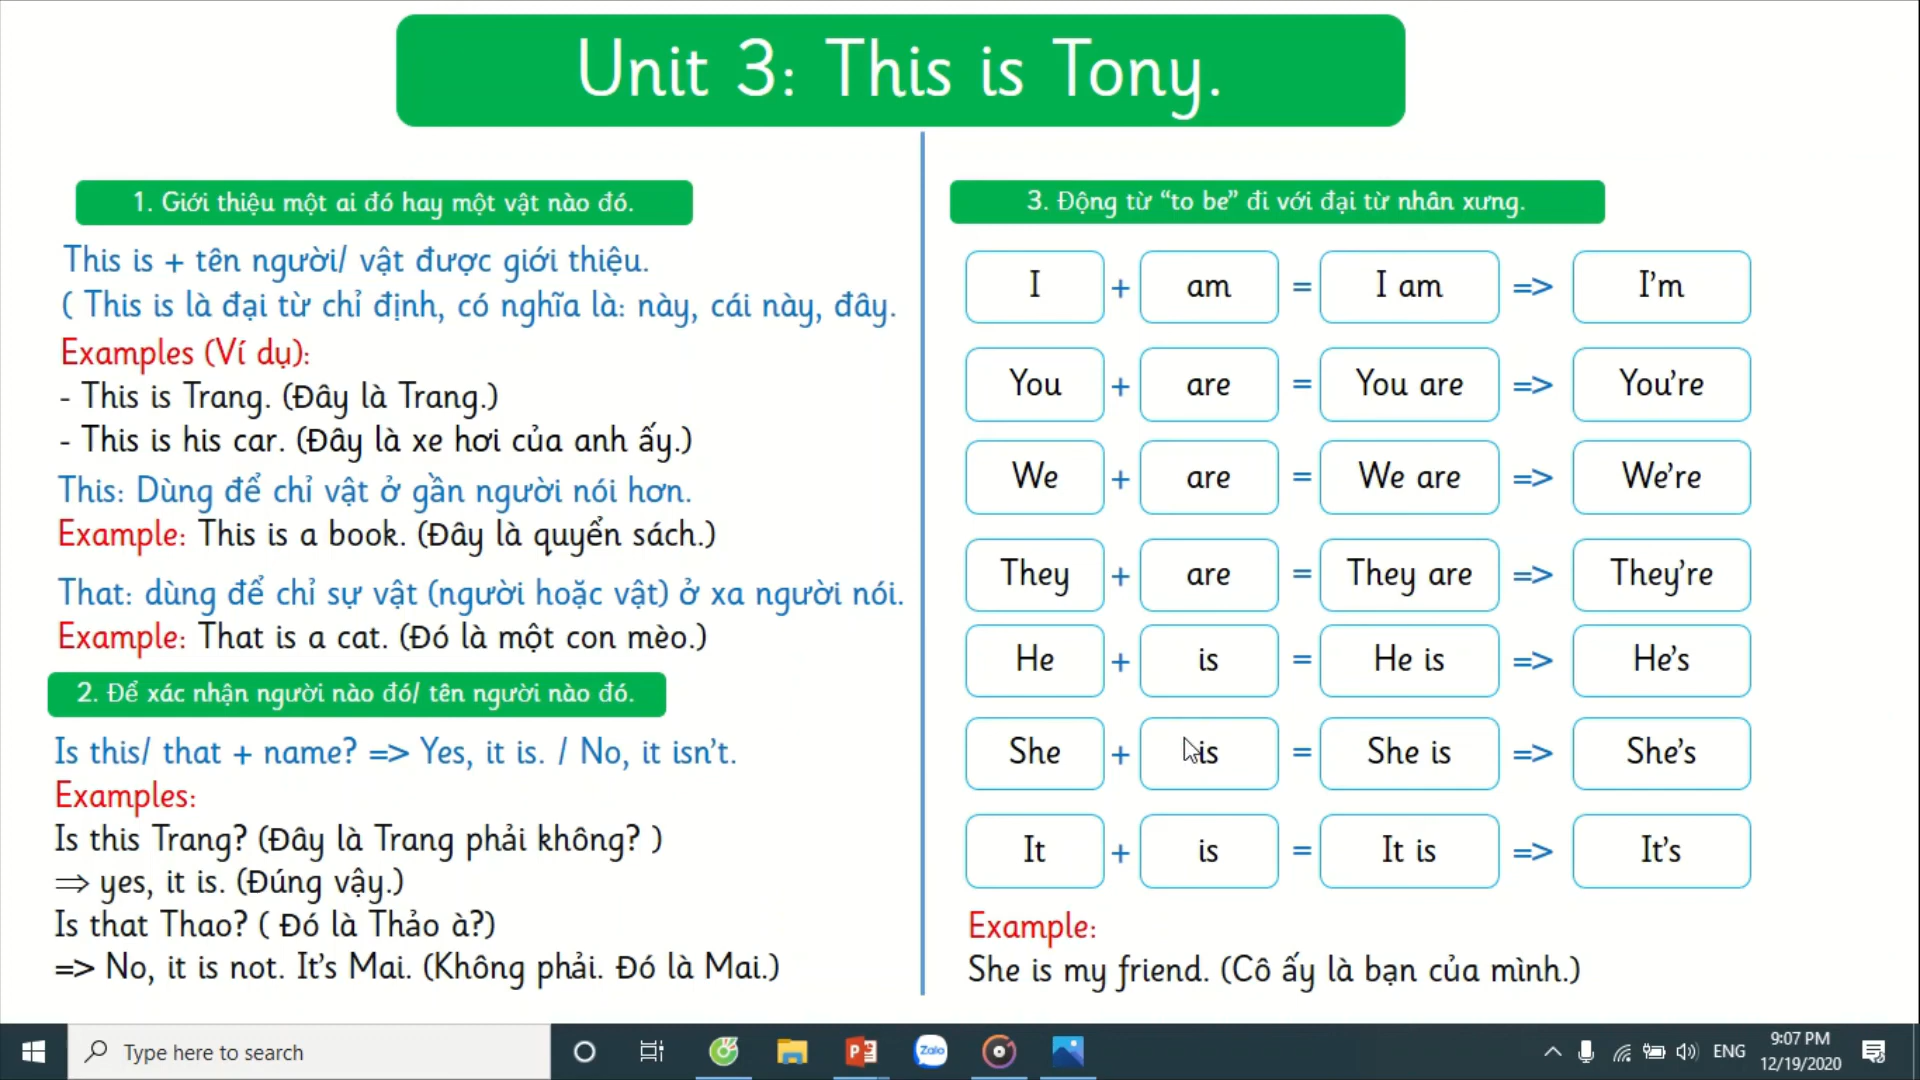 Unit 3: This is Tony.
1. Giới thiệu một ai đó hay một vật nào đó.
This is + tên người/ vật được giới thiệu.
( This is là đại từ chỉ định, có nghĩa là: này, cái này, đây.
Examples (Ví dụ):
- This is Trang. (Đây là Trang.)
- This is his car. (Đây là xe hơi của anh ấy.)
This: Dùng để chỉ vật ở gần người nói hơn.
Example: This is a book. (Đây là quyển sách.)
That: dùng để chỉ sự vật (người hoặc vật) ở xa người nói.
Example: That is a cat. (Đó là một con mèo.)
2. Để xác nhận người nào đó/ tên người nào đó.
Is this/ that + name? => Yes, it is. / No, it isn't.
Examples:
Is this Trang? (Đây là Trang phải không? )
⇒ yes, it is. (Đúng vậy.)
Is that Thao? ( Đó là Thảo à?)
=> No, it is not. It's Mai. (Không phải. Đó là Mai.)
3. Động từ "to be" đi với đại từ nhân xưng.
I + am = I am => I'm
You + are = You are => You're
We + are = We are => We're
They + are = They are => They're
He + is = He is => He's
She + is = She is => She's
It + is = It is => It's
Example:
She is my friend. (Cô ấy là bạn của mình.)
Type here to search
Zalo
ENG
9:07 PM
12/19/2020